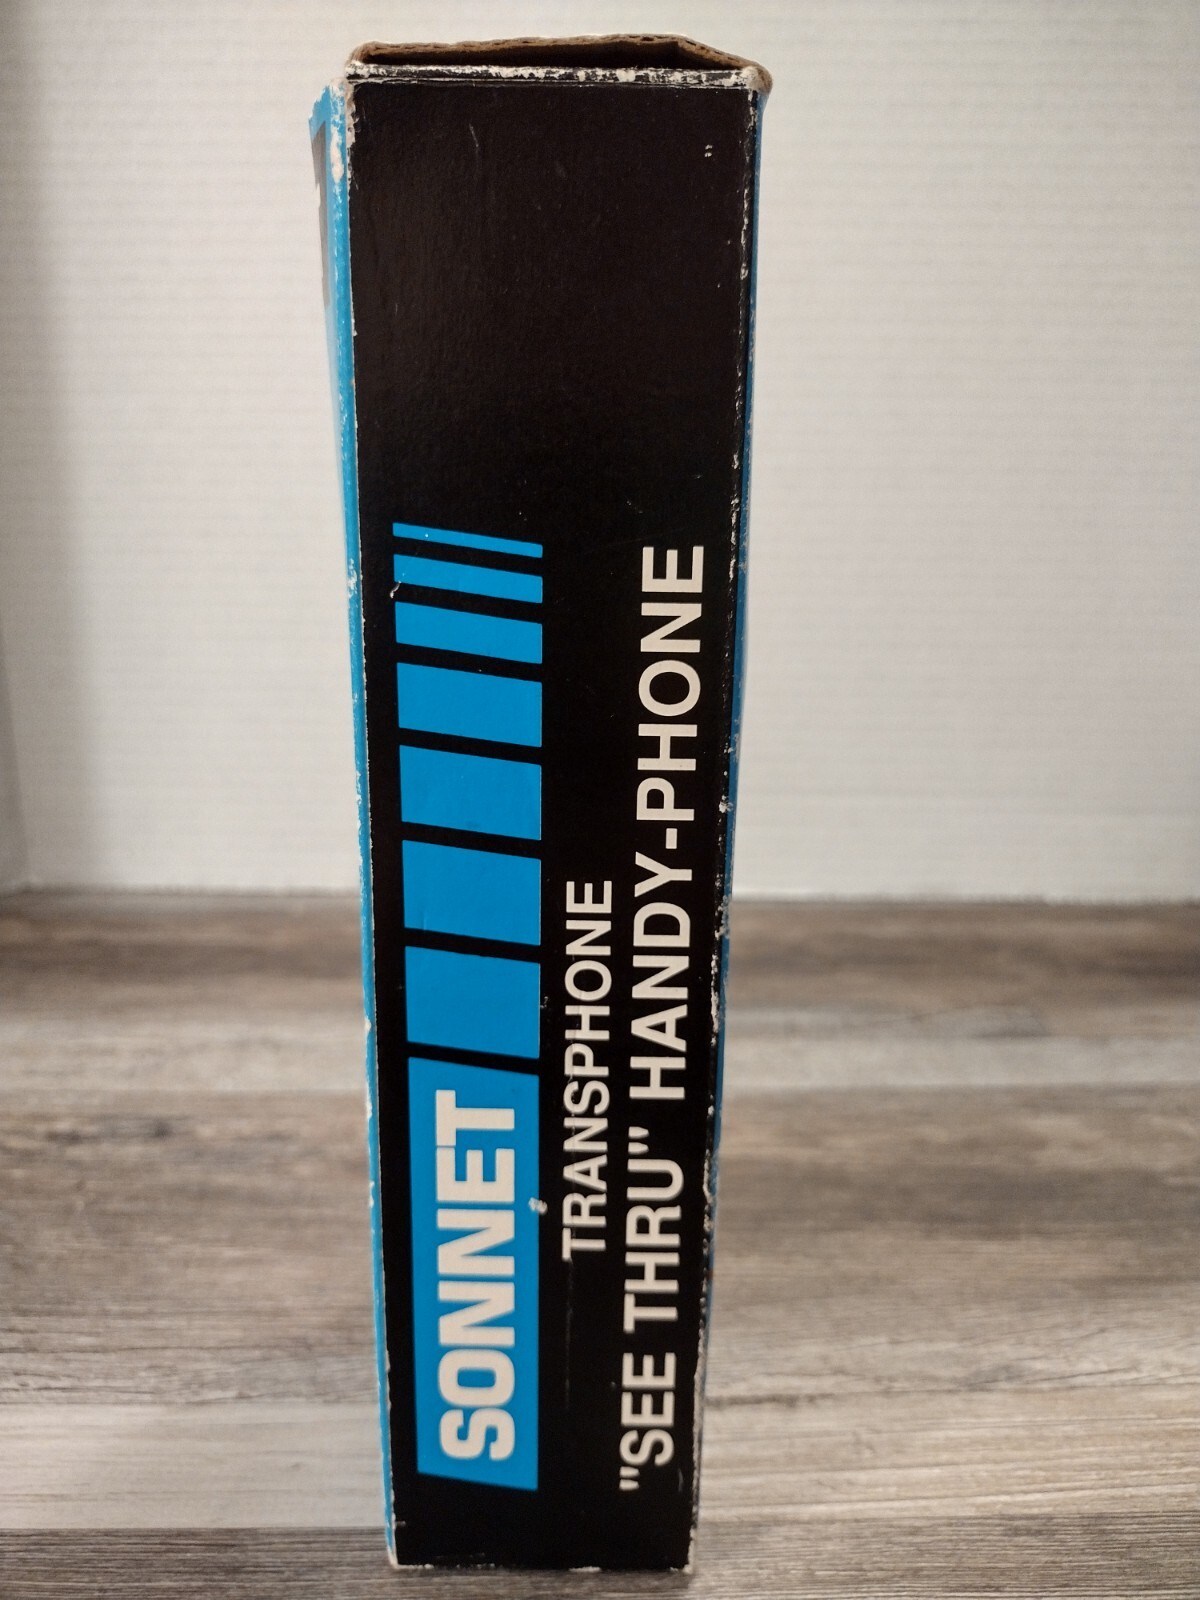 SONNET
TRANSPHONE
"SEE THRU" HANDY-PHONE